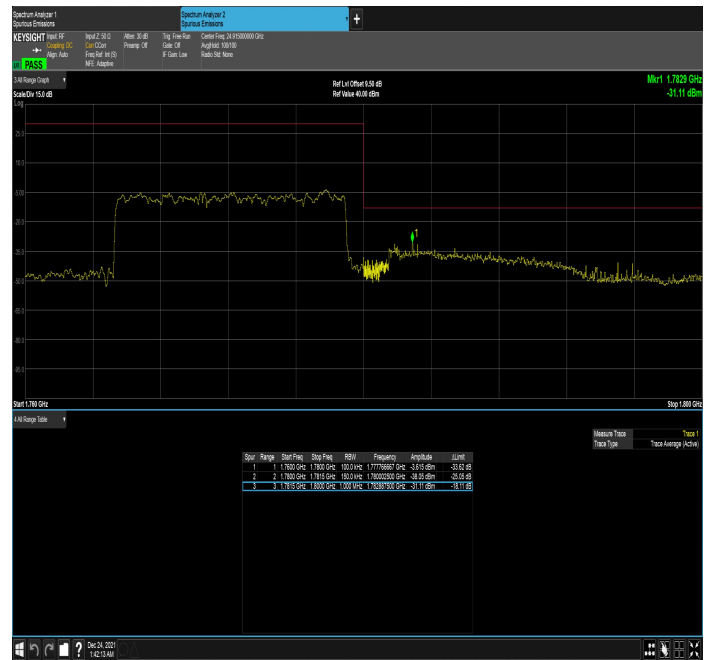 Spectrum Analyzer 1
Spurious Emissions
Spectrum Analyzer 2
Spurious Emissions
KEYSIGHT
Input: RF
Coupling: DC
Align: Auto
Input Z: 50 Ω
Corr CCorr
Freq Ref: Int (S)
NFE: Adaptive
Atten: 30 dB
Preamp: Off
Trig: Free Run
Gate: Off
IF Gain: Low
Center Freq: 24.915000000 GHz
Avg|Hold: 100/100
Radio Std: None
PASS
3 All Range Graph
Scale/Div 15.0 dB
Ref Lvl Offset 9.50 dB
Ref Value 40.00 dBm
Mkr1 1.7829 GHz
-31.11 dBm
Log
25.0
10.0
-5.00
-20.0
-35.0
-50.0
-65.0
-80.0
-95.0
1
Start 1.760 GHz
Stop 1.800 GHz
4 All Range Table
Measure Trace Trace 1
Trace Type Trace Average (Active)
Spur Range Start Freq Stop Freq RBW Frequency Amplitude ΔLimit
1 1 1.7600 GHz 1.7800 GHz 100.0 kHz 1.777766667 GHz -3.615 dBm -33.62 dB
2 2 1.7800 GHz 1.7815 GHz 150.0 kHz 1.780002500 GHz -38.05 dBm -25.05 dB
3 3 1.7815 GHz 1.8000 GHz 1.000 MHz 1.782887500 GHz -31.11 dBm -18.11 dB
Dec 24, 2021
1:42:13 AM